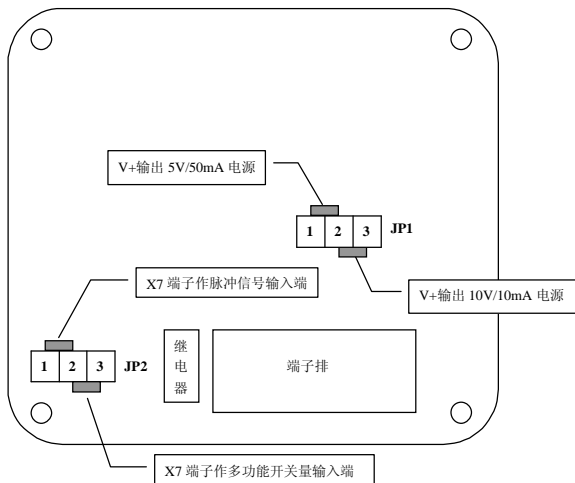 V+输出 5V/50mA 电源
1 2 3 JP1
X7 端子作脉冲信号输入端
V+输出 10V/10mA 电源
1 2 3 JP2
继
电
器
端子排
X7 端子作多功能开关量输入端